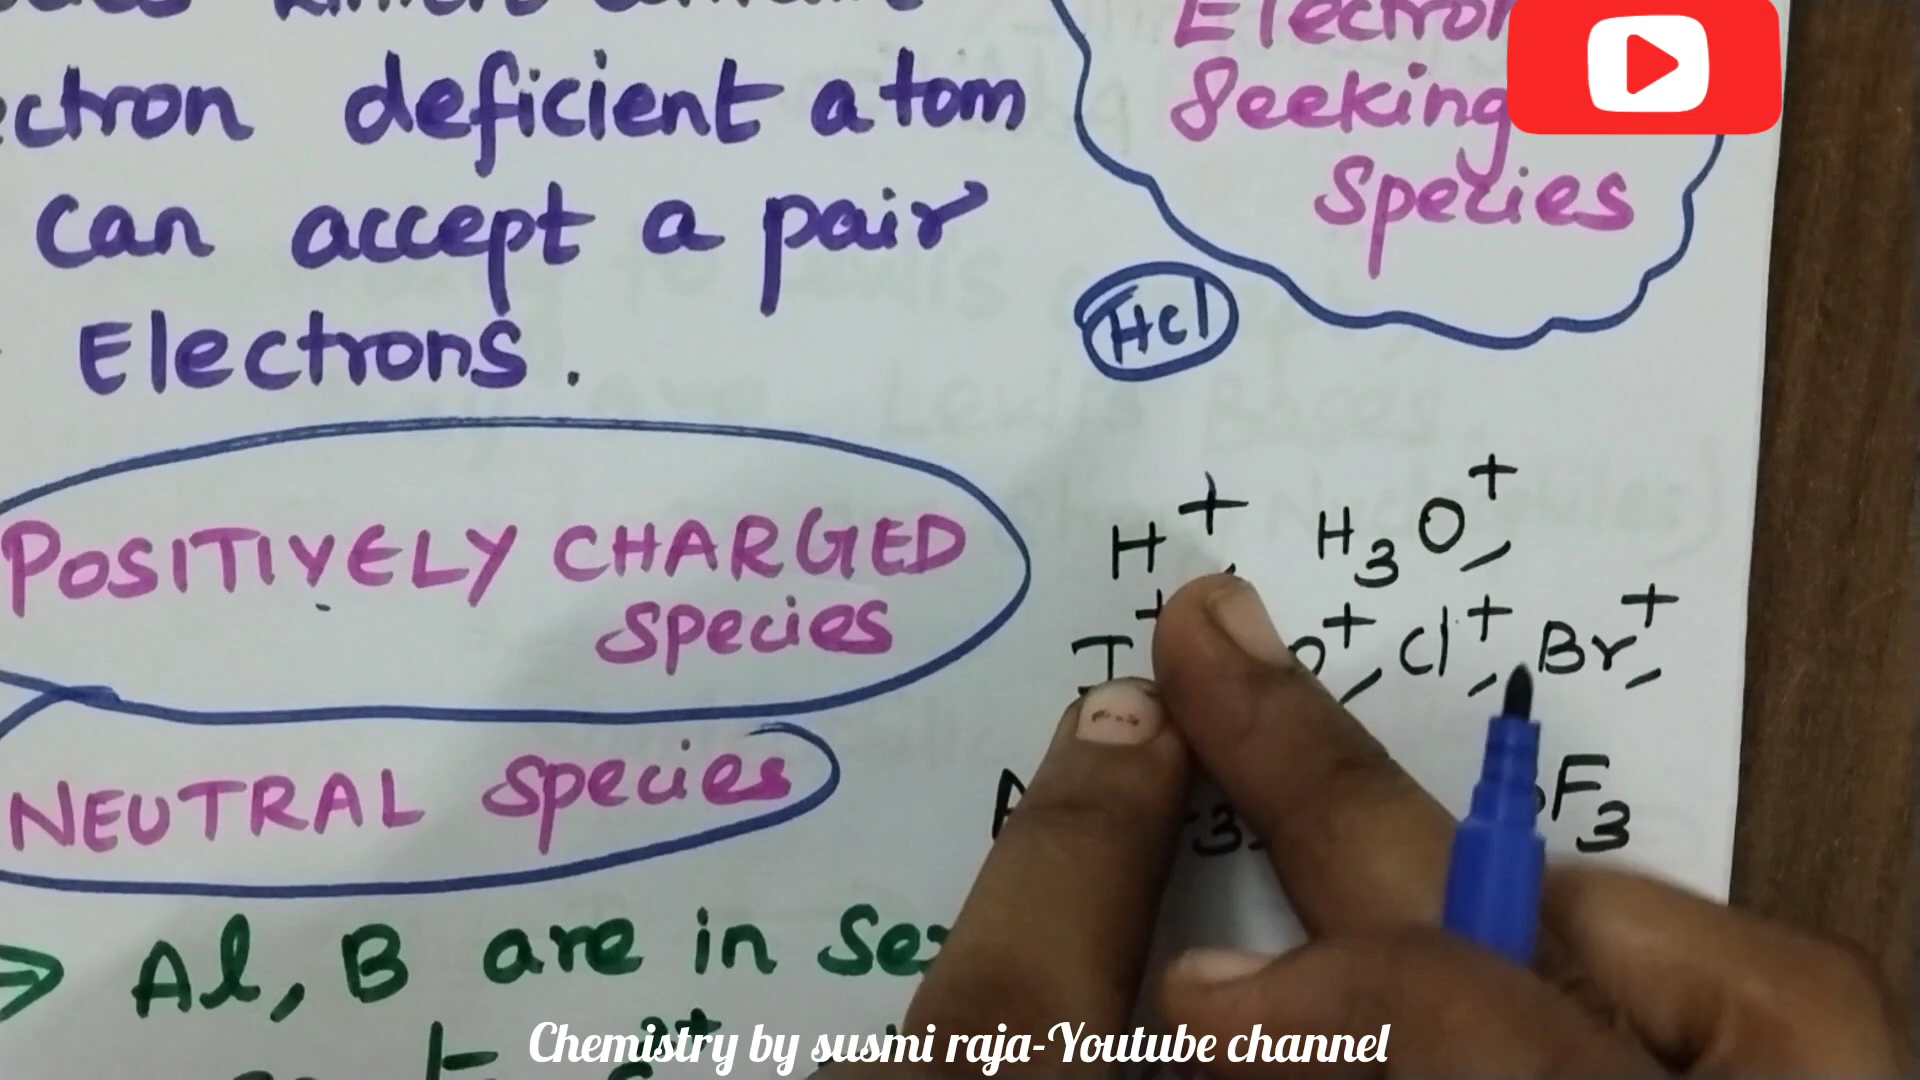 deficient atom
can accept a pair
Electrons.
Seeking
Species
HCl
POSITIVELY CHARGED
Species
H+, H3O+,
I+ Cl+, Br+,
NEUTRAL Species
F3
⇒ Al, B are in
Chemistry by susmi raja-Youtube channel